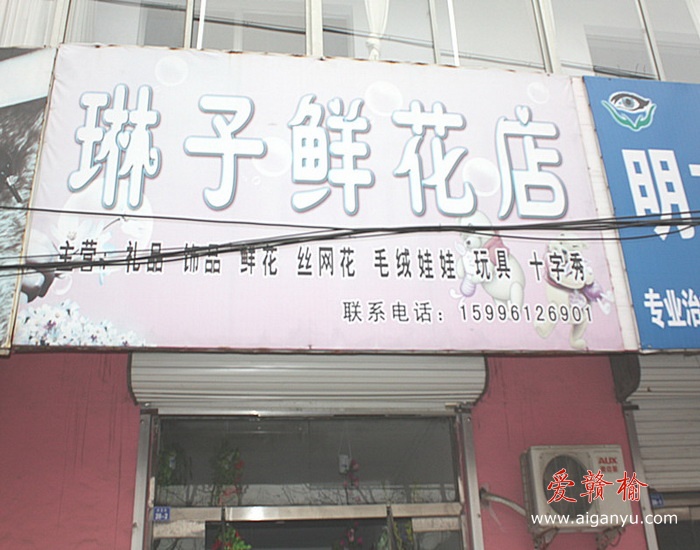 琳子鲜花店
主营：礼品 饰品 鲜花 丝网花 毛绒娃娃 玩具 十字秀
联系电话：15996126901
明
专业治
AUX
爱赣榆
www.aiganyu.com